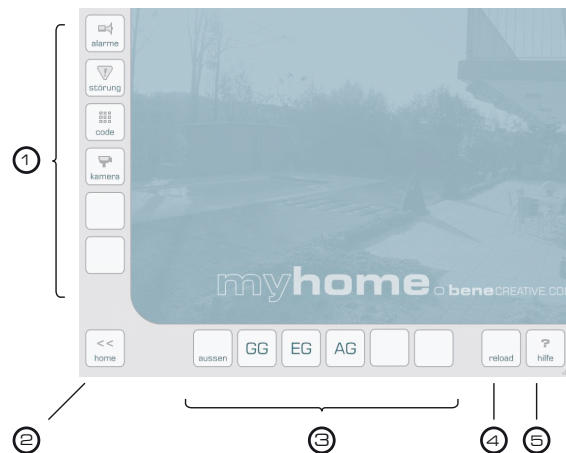 alarme
störung
code
1
kamera
myhome bene CREATIVE.CO
<<
home
aussen
GG
EG
AG
reload
?
hilfe
2
3
4
5